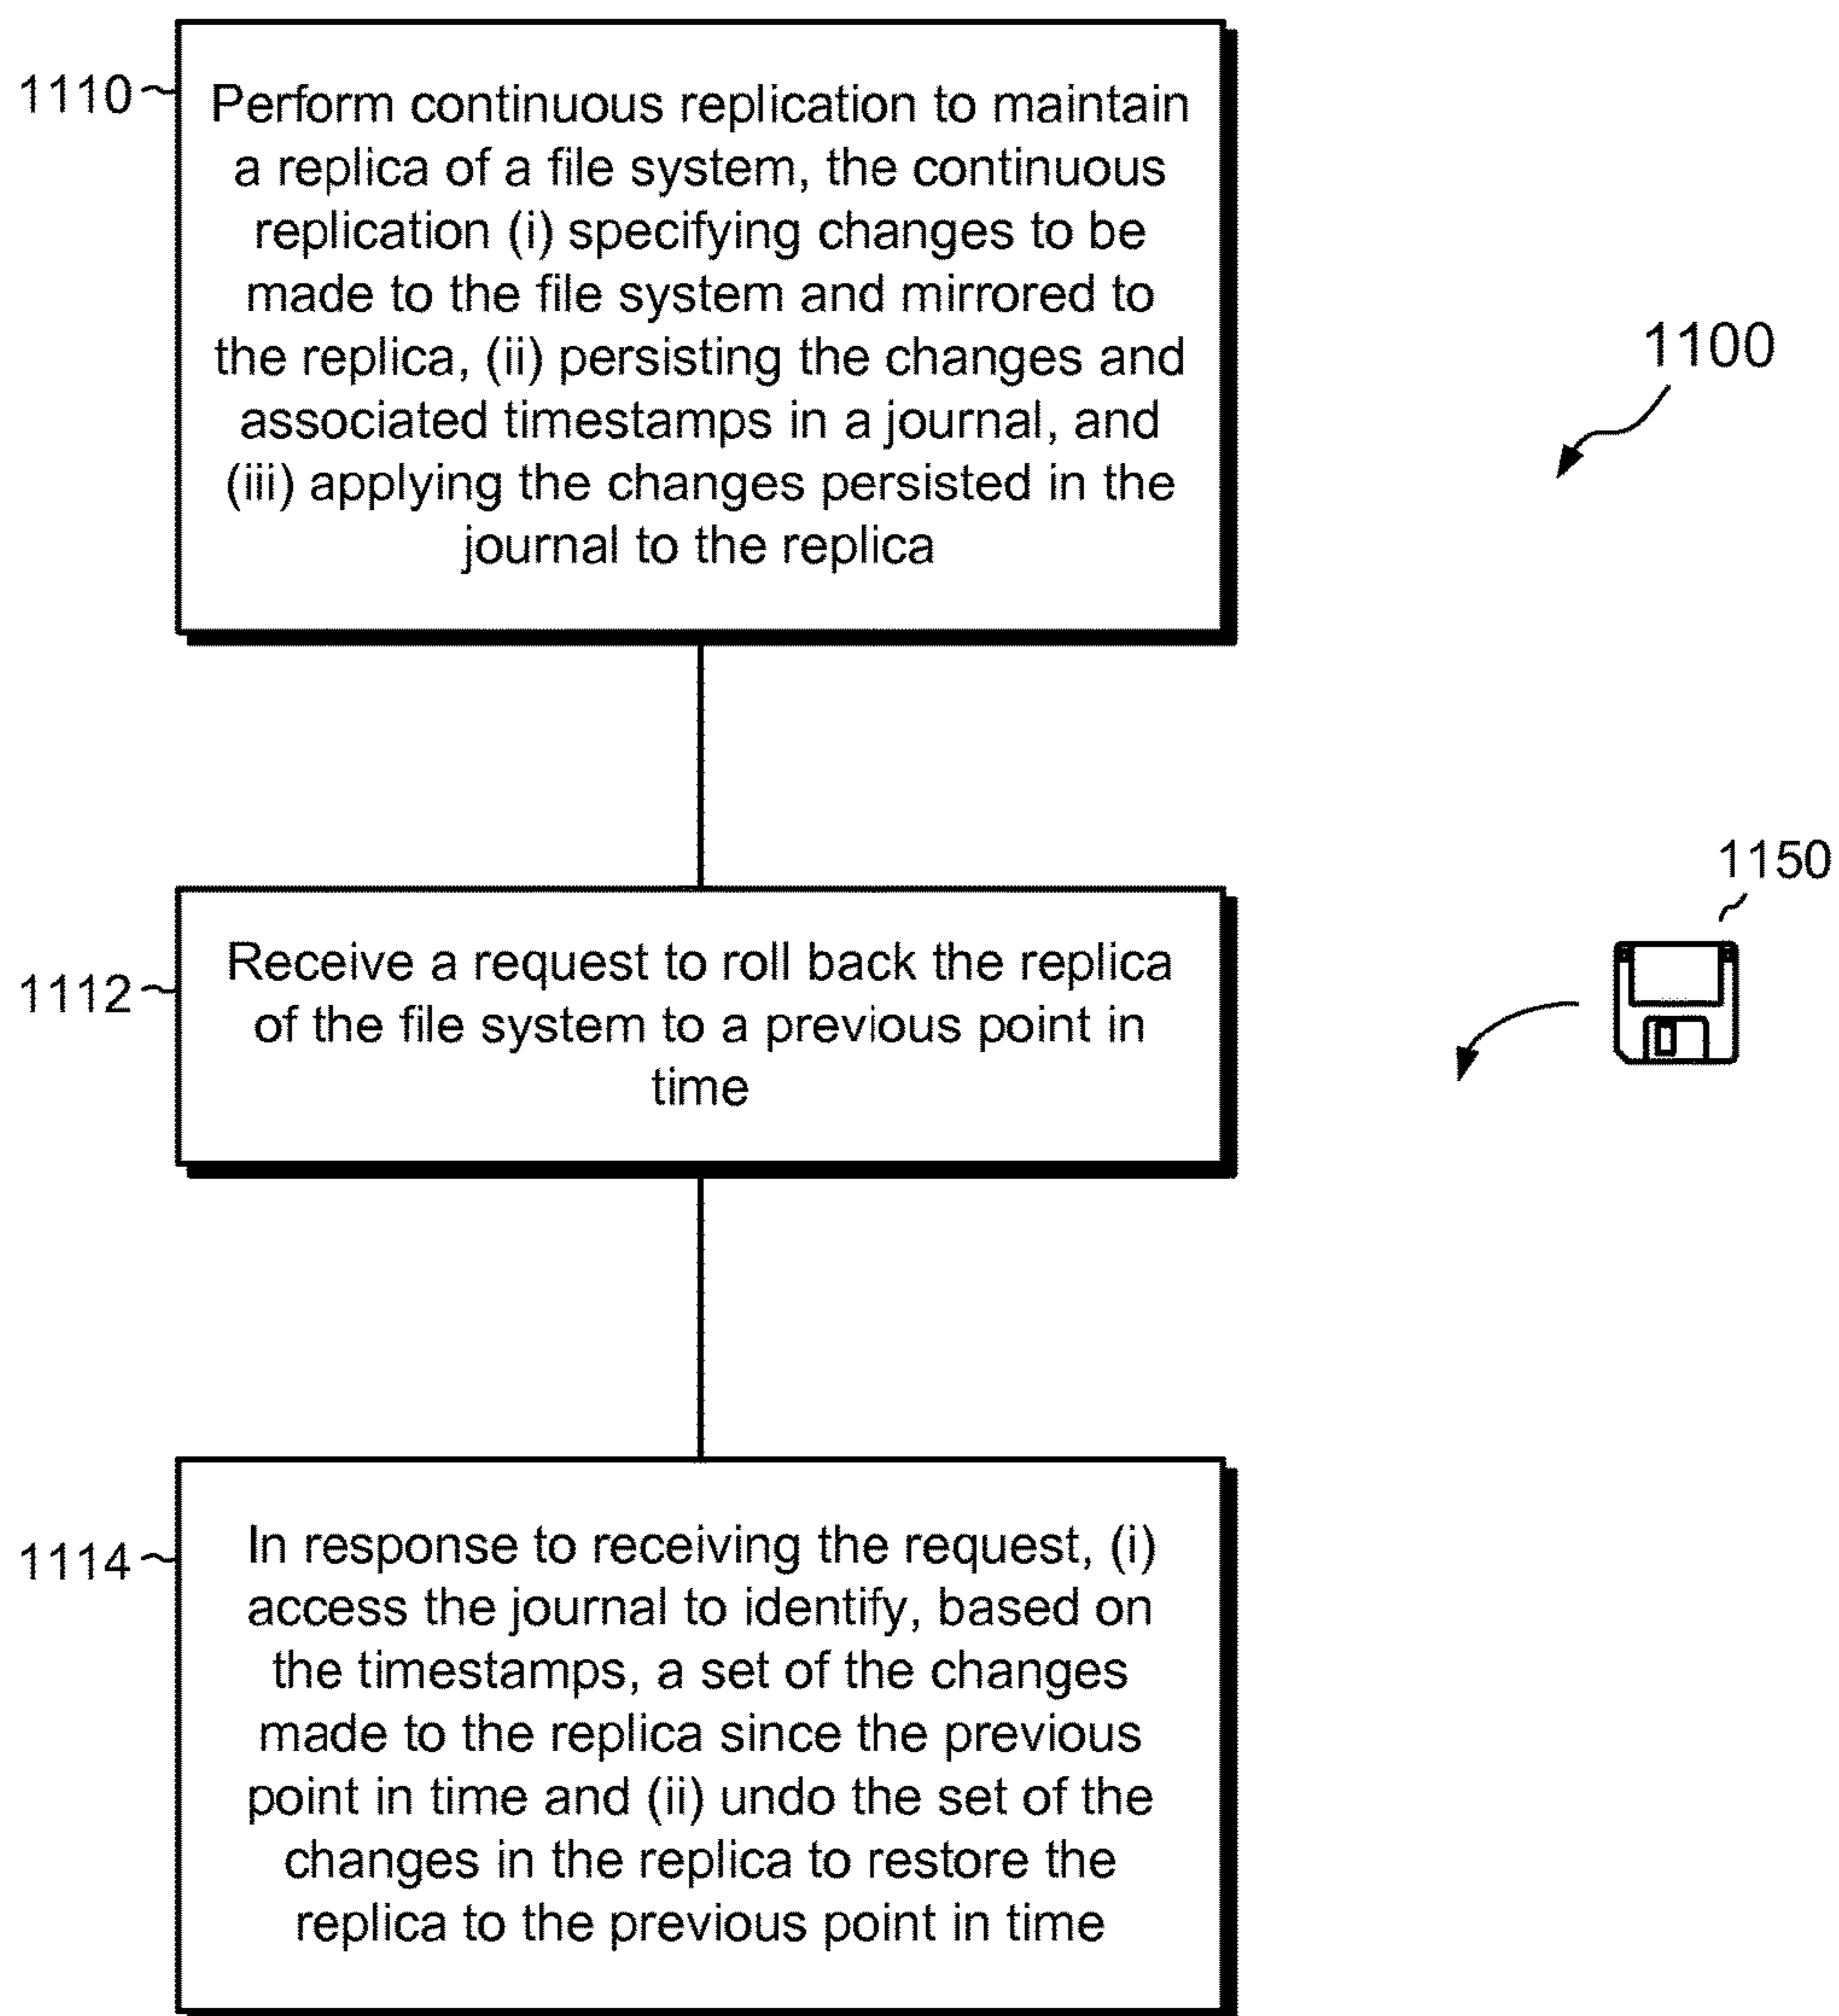 1110
Perform continuous replication to maintain
a replica of a file system, the continuous
replication (i) specifying changes to be
made to the file system and mirrored to
the replica, (ii) persisting the changes and
associated timestamps in a journal, and
(iii) applying the changes persisted in the
journal to the replica
1100
1150
1112
Receive a request to roll back the replica
of the file system to a previous point in
time
1114
In response to receiving the request, (i)
access the journal to identify, based on
the timestamps, a set of the changes
made to the replica since the previous
point in time and (ii) undo the set of the
changes in the replica to restore the
replica to the previous point in time